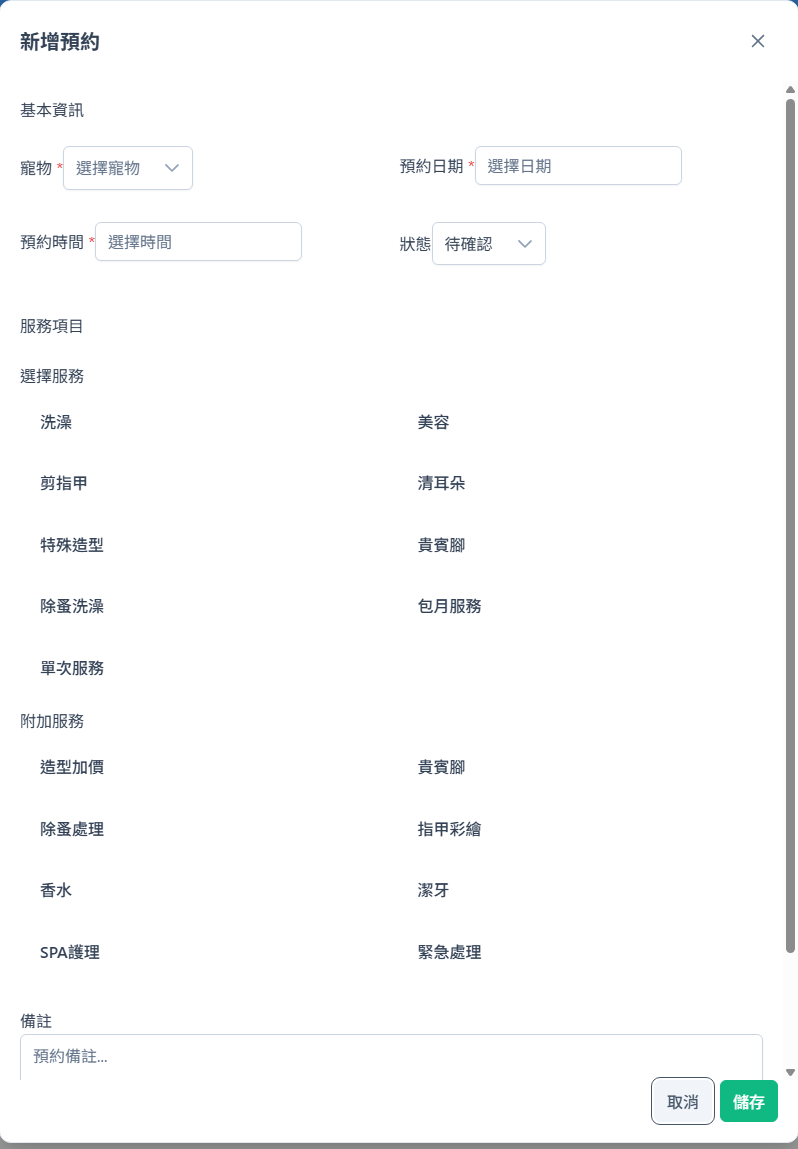 新增預約
基本資訊
寵物 * 選擇寵物
預約日期 * 選擇日期
預約時間 * 選擇時間
狀態 待確認
服務項目
選擇服務
洗澡
美容
剪指甲
清耳朵
特殊造型
貴賓腳
除蚤洗澡
包月服務
單次服務
附加服務
造型加價
貴賓腳
除蚤處理
指甲彩繪
香水
潔牙
SPA護理
緊急處理
備註
預約備註...
取消
儲存